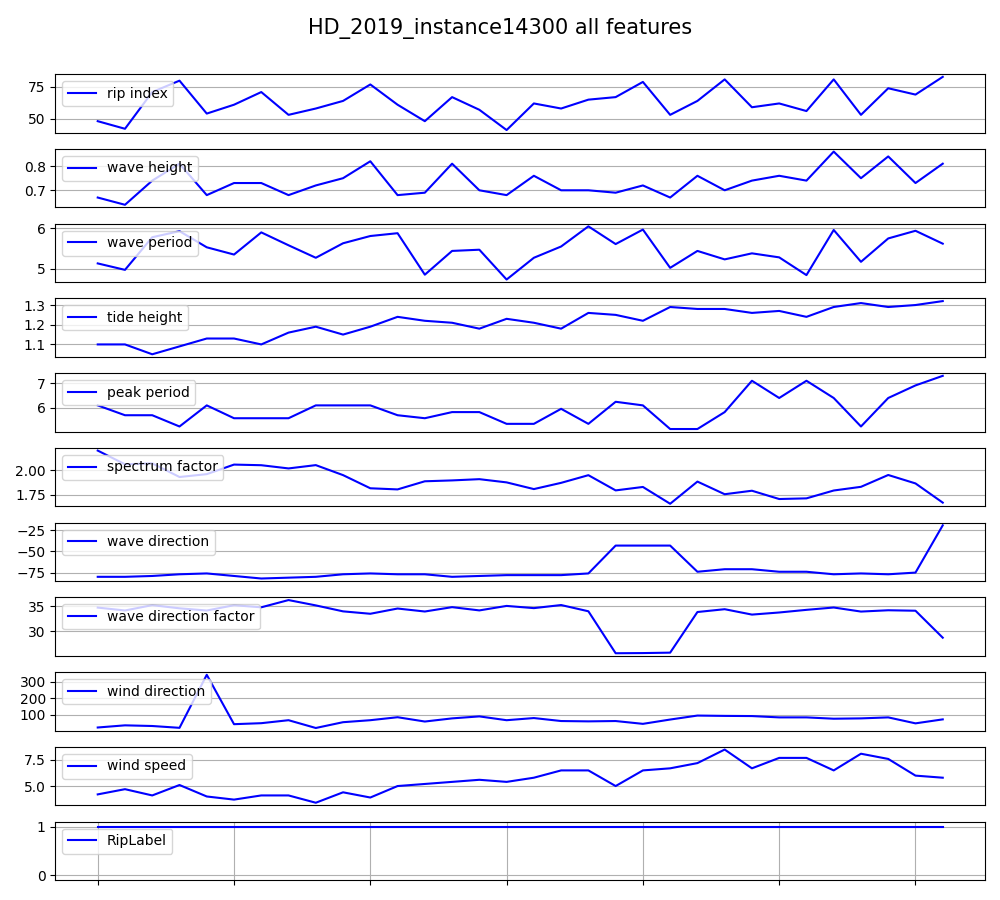 HD_2019_instance14300 all features
75
50
rip index
0.8
0.7
wave height
6
5
wave period
1.3
1.2
1.1
tide height
7
6
peak period
2.00
1.75
spectrum factor
−25
−50
−75
wave direction
35
30
wave direction factor
300
200
100
wind direction
7.5
5.0
wind speed
1
0
RipLabel